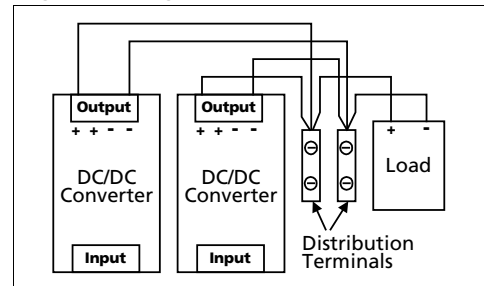 Output
+ + - -
DC/DC
Converter
Input
Output
+ + - -
DC/DC
Converter
Input
Distribution
Terminals
+ -
Load